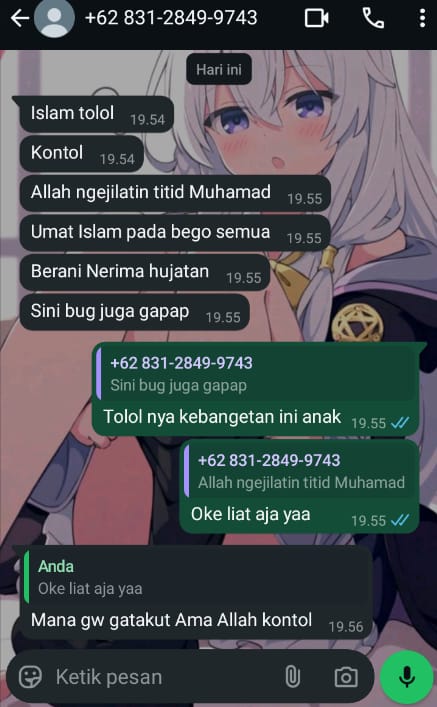 +62 831-2849-9743
Hari ini
Islam tolol 19.54
Kontol 19.54
Allah ngejilatin titid Muhamad 19.55
Umat Islam pada bego semua 19.55
Berani Nerima hujatan 19.55
Sini bug juga gapap 19.55
+62 831-2849-9743
Sini bug juga gapap
Tolol nya kebangetan ini anak 19.55
+62 831-2849-9743
Allah ngejilatin titid Muhamad
Oke liat aja yaa 19.55
Anda
Oke liat aja yaa
Mana gw gatakut Ama Allah kontol 19.56
Ketik pesan